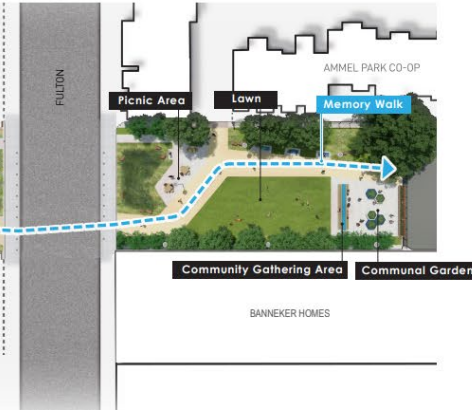 FULTON
AMMEL PARK CO-OP
Picnic Area
Lawn
Memory Walk
Community Gathering Area
Communal Garden
BANNEKER HOMES